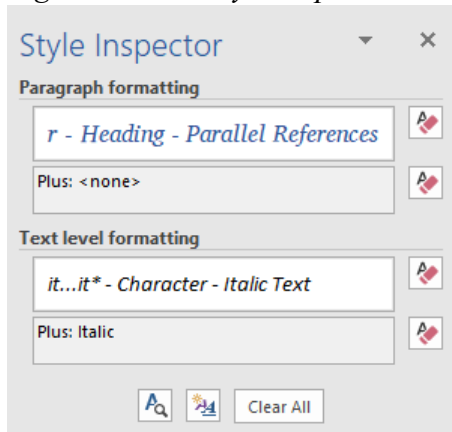 Style Inspector
Paragraph formatting
r - Heading - Parallel References
Plus: <none>
Text level formatting
it...it* - Character - Italic Text
Plus: Italic
Clear All